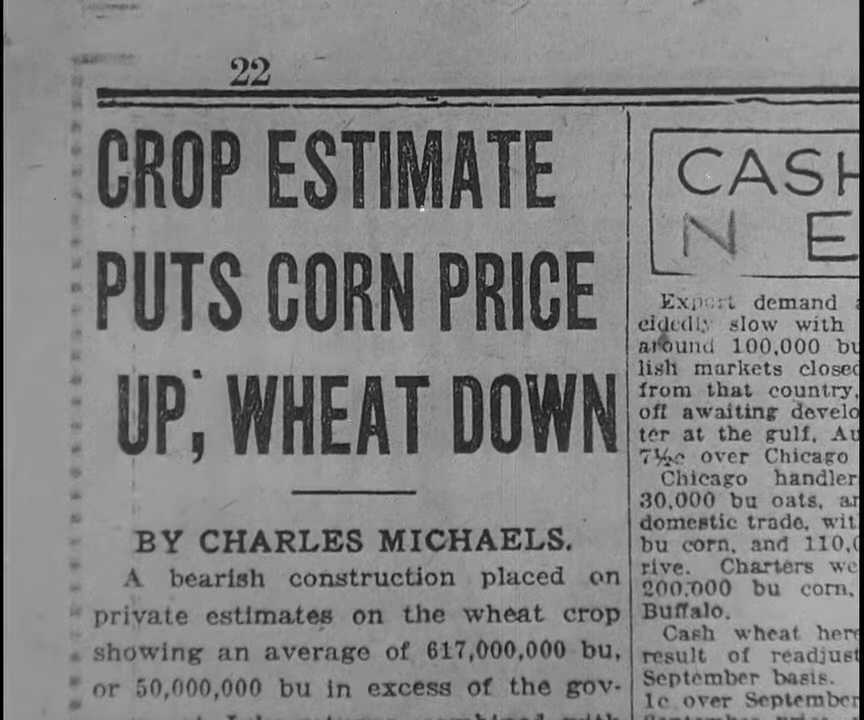 22
CROP ESTIMATE
PUTS CORN PRICE
UP; WHEAT DOWN
BY CHARLES MICHAELS.
A bearish construction placed on
private estimates on the wheat crop
showing an average of 617,000,000 bu,
or 50,000,000 bu in excess of the gov-
CASH
N E
Export demand
cidedly slow with
around 100,000 bu
lish markets closed
from that country.
off awaiting develo
ter at the gulf, Au
7½c over Chicago
Chicago handler
30,000 bu oats, an
domestic trade, wit
bu corn, and 110,0
rive. Charters we
200,000 bu corn,
Buffalo.
Cash wheat here
result of readjust
September basis.
1c over September